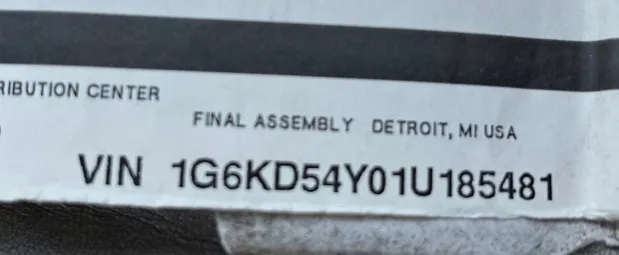 RIBUTION CENTER
FINAL ASSEMBLY DETROIT, MI USA
VIN 1G6KD54Y01U185481